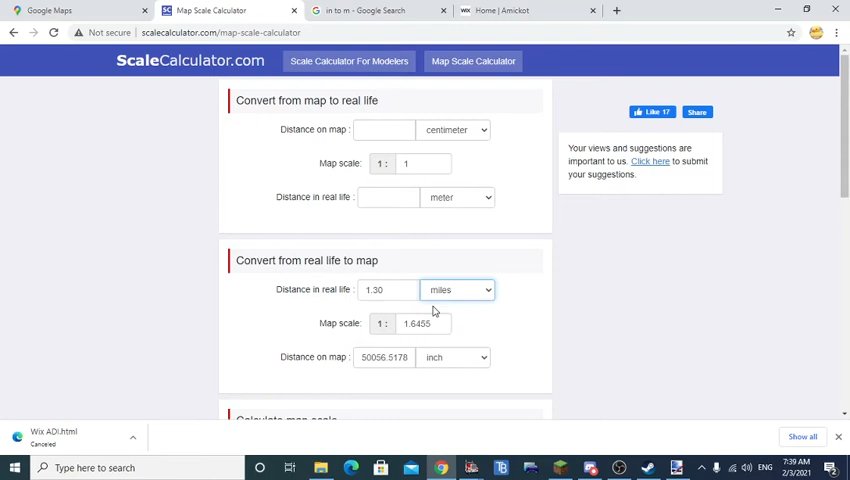 Google Maps
Map Scale Calculator
in to m - Google Search
Home | Amickot
Not secure | scalecalculator.com/map-scale-calculator
ScaleCalculator.com
Scale Calculator For Modelers
Map Scale Calculator
Convert from map to real life
Distance on map :
centimeter
Map scale:
1 :
1
Distance in real life :
meter
Like 17
Share
Your views and suggestions are
important to us. Click here to submit
your suggestions.
Convert from real life to map
Distance in real life :
1.30
miles
Map scale:
1 :
1.6455
Distance on map :
50056.5178
inch
Calculate map scale
Wix ADI.html
Canceled
Show all
Type here to search
ENG
7:39 AM
2/3/2021